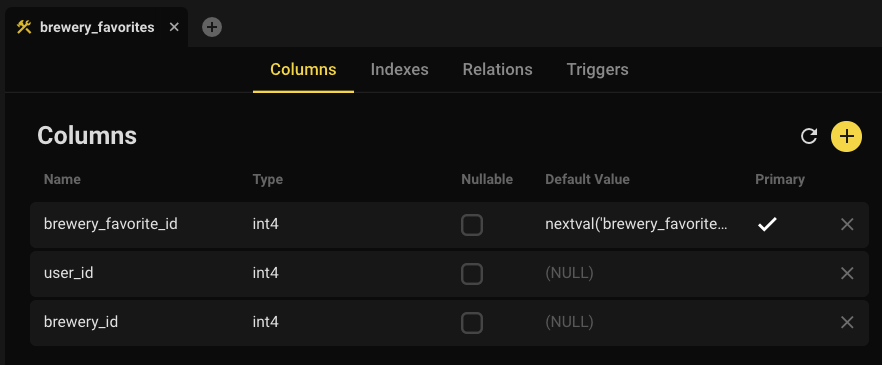 brewery_favorites
Columns Indexes Relations Triggers
Columns
Name Type Nullable Default Value Primary
brewery_favorite_id int4 nextval('brewery_favorite...
user_id int4 (NULL)
brewery_id int4 (NULL)